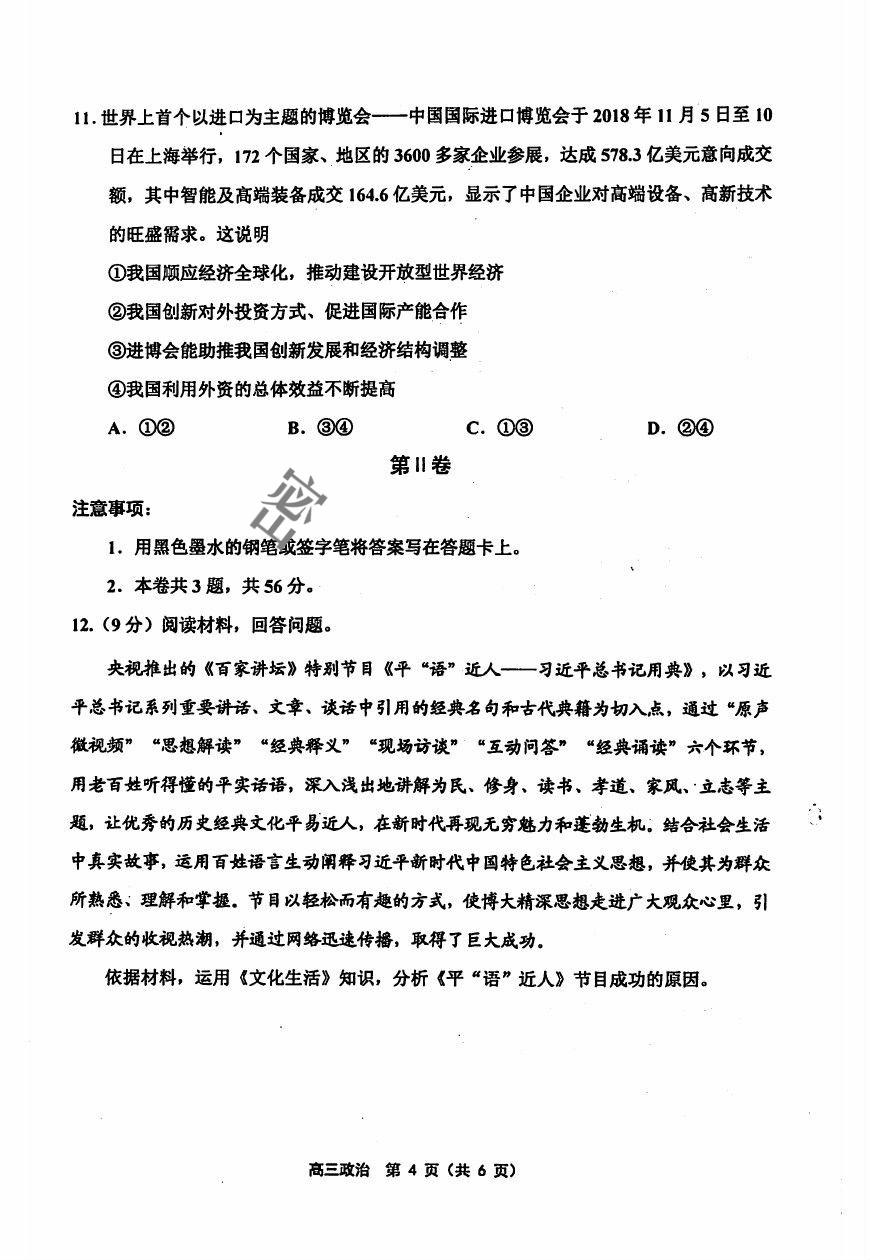 11.世界上首个以进口为主题的博览会——中国国际进口博览会于 2018 年 11 月 5 日至 10
日在上海举行，172 个国家、地区的 3600 多家企业参展，达成 578.3 亿美元意向成交
额，其中智能及高端装备成交 164.6 亿美元，显示了中国企业对高端设备、高新技术
的旺盛需求。这说明
①我国顺应经济全球化，推动建设开放型世界经济
②我国创新对外投资方式、促进国际产能合作
③进博会能助推我国创新发展和经济结构调整
④我国利用外资的总体效益不断提高
A．①② B．③④ C．①③ D．②④
第 II 卷
密
注意事项：
1．用黑色墨水的钢笔或签字笔将答案写在答题卡上。
2．本卷共 3 题，共 56 分。
12.（9 分）阅读材料，回答问题。
央视推出的《百家讲坛》特别节目《平“语”近人——习近平总书记用典》，以习近
平总书记系列重要讲话、文章、谈话中引用的经典名句和古代典籍为切入点，通过“原声
微视频”“思想解读”“经典释义”“现场访谈”“互动问答”“经典诵读”六个环节，
用老百姓听得懂的平实话语，深入浅出地讲解为民、修身、读书、孝道、家风、立志等主
题，让优秀的历史经典文化平易近人，在新时代再现无穷魅力和蓬勃生机。结合社会生活
中真实故事，运用百姓语言生动阐释习近平新时代中国特色社会主义思想，并使其为群众
所熟悉、理解和掌握。节目以轻松而有趣的方式，使博大精深思想走进广大观众心里，引
发群众的收视热潮，并通过网络迅速传播，取得了巨大成功。
依据材料，运用《文化生活》知识，分析《平“语”近人》节目成功的原因。
高三政治 第 4 页（共 6 页）